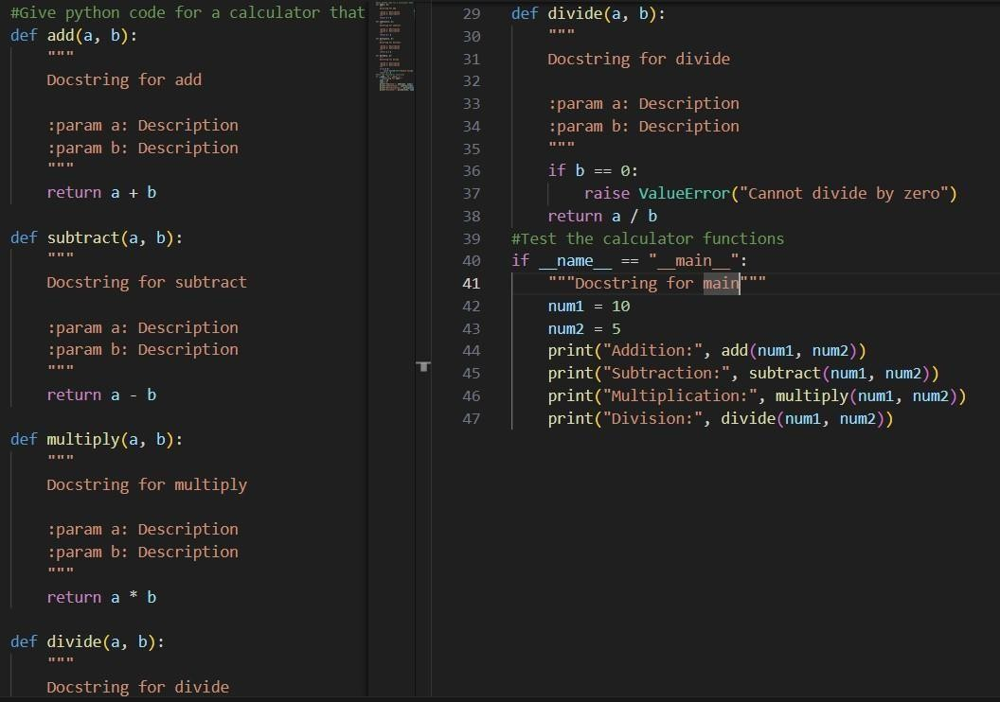 #Give python code for a calculator that
def add(a, b):
"""
Docstring for add
:param a: Description
:param b: Description
"""
return a + b
def subtract(a, b):
"""
Docstring for subtract
:param a: Description
:param b: Description
"""
return a - b
def multiply(a, b):
"""
Docstring for multiply
:param a: Description
:param b: Description
"""
return a * b
def divide(a, b):
"""
Docstring for divide
29 def divide(a, b):
30 """
31 Docstring for divide
32
33 :param a: Description
34 :param b: Description
35 """
36 if b == 0:
37 raise ValueError("Cannot divide by zero")
38 return a / b
39 #Test the calculator functions
40 if __name__ == "__main__":
41 """Docstring for main"""
42 num1 = 10
43 num2 = 5
44 print("Addition:", add(num1, num2))
45 print("Subtraction:", subtract(num1, num2))
46 print("Multiplication:", multiply(num1, num2))
47 print("Division:", divide(num1, num2))